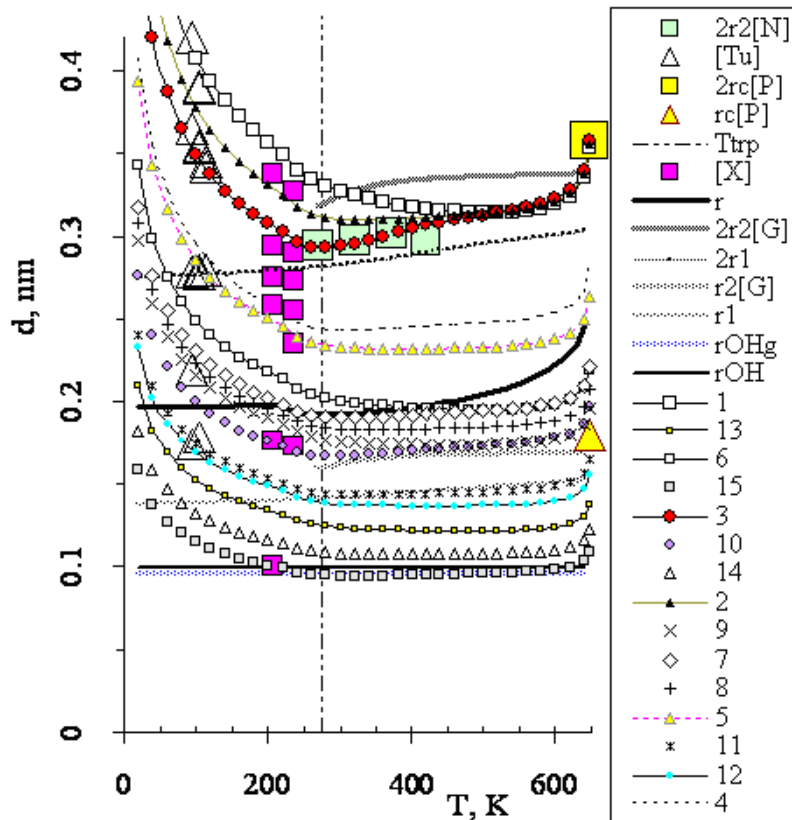 0.4
0.3
0.2
0.1
0
d, nm
0
200
400
600
T, K
2r2[N]
[Tu]
2rc[P]
rc[P]
Ttrp
[X]
r
2r2[G]
2r1
r2[G]
r1
rOHg
rOH
1
13
6
15
3
10
14
2
9
7
8
5
11
12
4